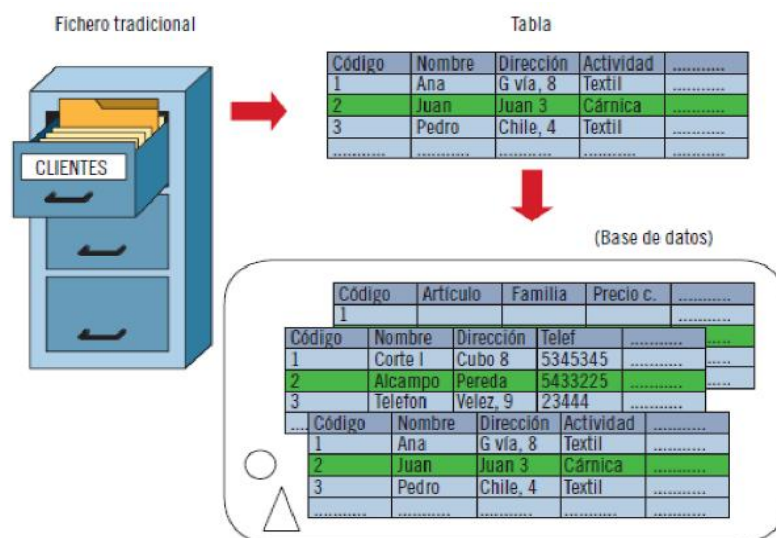 Fichero tradicional
Tabla
CLIENTES
Código Nombre Dirección Actividad ...........
1 Ana G vía, 8 Textil ...........
2 Juan Juan 3 Cárnica ...........
3 Pedro Chile, 4 Textil ...........
........... ........... ........... ........... ...........
(Base de datos)
Código Artículo Familia Precio c. ...........
1 ...........
Código Nombre Dirección Telef ...........
1 Corte I Cubo 8 5345345 ...........
2 Alcampo Pereda 5433225 ...........
3 Telefon Velez, 9 23444 ...........
Código Nombre Dirección Actividad ...........
1 Ana G vía, 8 Textil ...........
2 Juan Juan 3 Cárnica ...........
3 Pedro Chile, 4 Textil ...........
........... ........... ........... ........... ...........